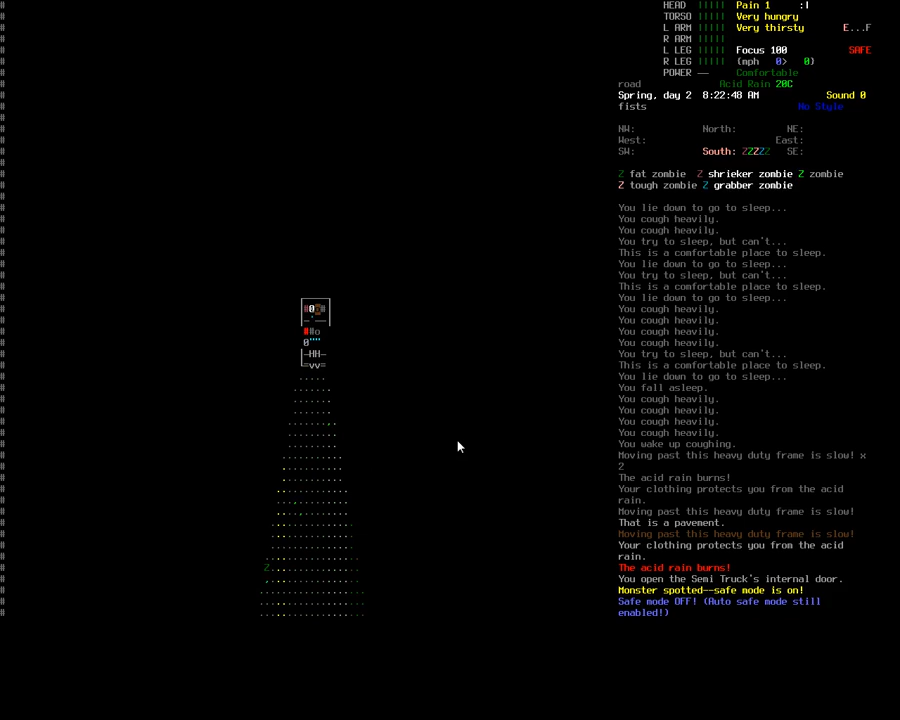 HEAD ||||| Pain 1 :|
TORSO ||||| Very hungry
L ARM ||||| Very thirsty E...F
R ARM |||||
L LEG ||||| Focus 100 SAFE
R LEG ||||| (mph 0> 0)
POWER —— Comfortable
road Acid Rain 20C
Spring, day 2 8:22:48 AM Sound 0
fists No Style
NW: North: NE:
West: East:
SW: South: ZZZZZ SE:
Z fat zombie Z shrieker zombie Z zombie
Z tough zombie Z grabber zombie
You lie down to go to sleep...
You cough heavily.
You cough heavily.
You try to sleep, but can't...
This is a comfortable place to sleep.
You lie down to go to sleep...
You try to sleep, but can't...
This is a comfortable place to sleep.
You lie down to go to sleep...
You cough heavily.
You cough heavily.
You cough heavily.
You cough heavily.
You try to sleep, but can't...
This is a comfortable place to sleep.
You lie down to go to sleep...
You fall asleep.
You cough heavily.
You cough heavily.
You cough heavily.
You cough heavily.
You wake up coughing.
Moving past this heavy duty frame is slow! x
2
The acid rain burns!
Your clothing protects you from the acid
rain.
Moving past this heavy duty frame is slow!
That is a pavement.
Moving past this heavy duty frame is slow!
Your clothing protects you from the acid
rain.
The acid rain burns!
You open the Semi Truck's internal door.
Monster spotted--safe mode is on!
Safe mode OFF! (Auto safe mode still
enabled!)